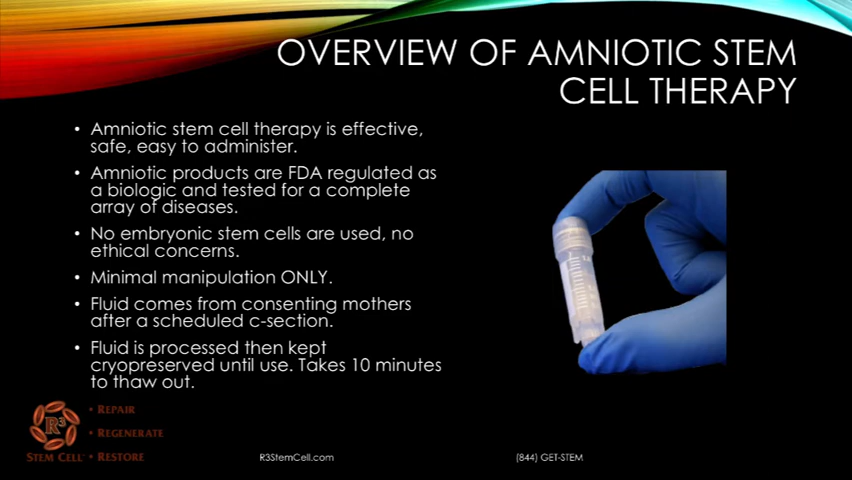 OVERVIEW OF AMNIOTIC STEM
CELL THERAPY
• Amniotic stem cell therapy is effective,
safe, easy to administer.
• Amniotic products are FDA regulated as
a biologic and tested for a complete
array of diseases.
• No embryonic stem cells are used, no
ethical concerns.
• Minimal manipulation ONLY.
• Fluid comes from consenting mothers
after a scheduled c-section.
• Fluid is processed then kept
cryopreserved until use. Takes 10 minutes
to thaw out.
R3
STEM CELL
• REPAIR
• REGENERATE
• RESTORE
R3StemCell.com
(844) GET-STEM